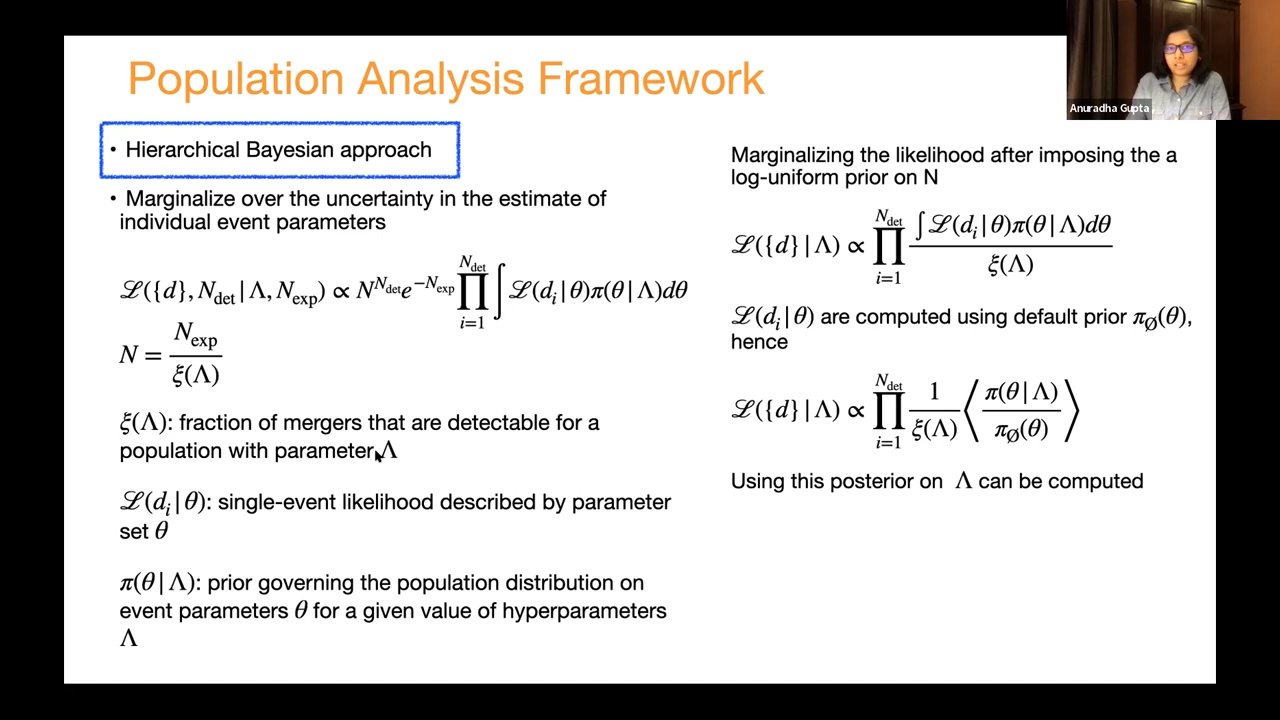 Population Analysis Framework
Anuradha Gupta
• Hierarchical Bayesian approach
• Marginalize over the uncertainty in the estimate of
individual event parameters
ℒ({d}, N_det | Λ, N_exp) ∝ N^{N_det} e^{−N_exp} ∏_{i=1}^{N_det} ∫ ℒ(d_i | θ)π(θ | Λ)dθ
N = N_exp / ξ(Λ)
ξ(Λ): fraction of mergers that are detectable for a
population with parameter Λ
ℒ(d_i | θ): single-event likelihood described by parameter
set θ
π(θ | Λ): prior governing the population distribution on
event parameters θ for a given value of hyperparameters
Λ
Marginalizing the likelihood after imposing the a
log-uniform prior on N
ℒ({d} | Λ) ∝ ∏_{i=1}^{N_det} ∫ ℒ(d_i | θ)π(θ | Λ)dθ / ξ(Λ)
ℒ(d_i | θ) are computed using default prior π_Ø(θ),
hence
ℒ({d} | Λ) ∝ ∏_{i=1}^{N_det} 1 / ξ(Λ) ⟨ π(θ | Λ) / π_Ø(θ) ⟩
Using this posterior on Λ can be computed